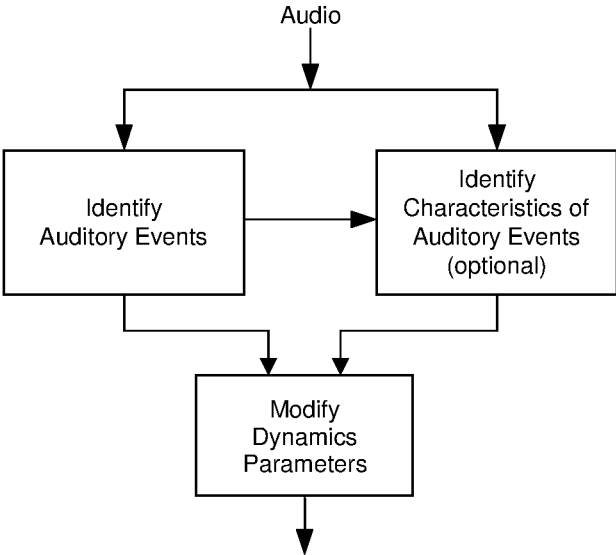 Audio
Identify
Auditory Events
Identify
Characteristics of
Auditory Events
(optional)
Modify
Dynamics
Parameters